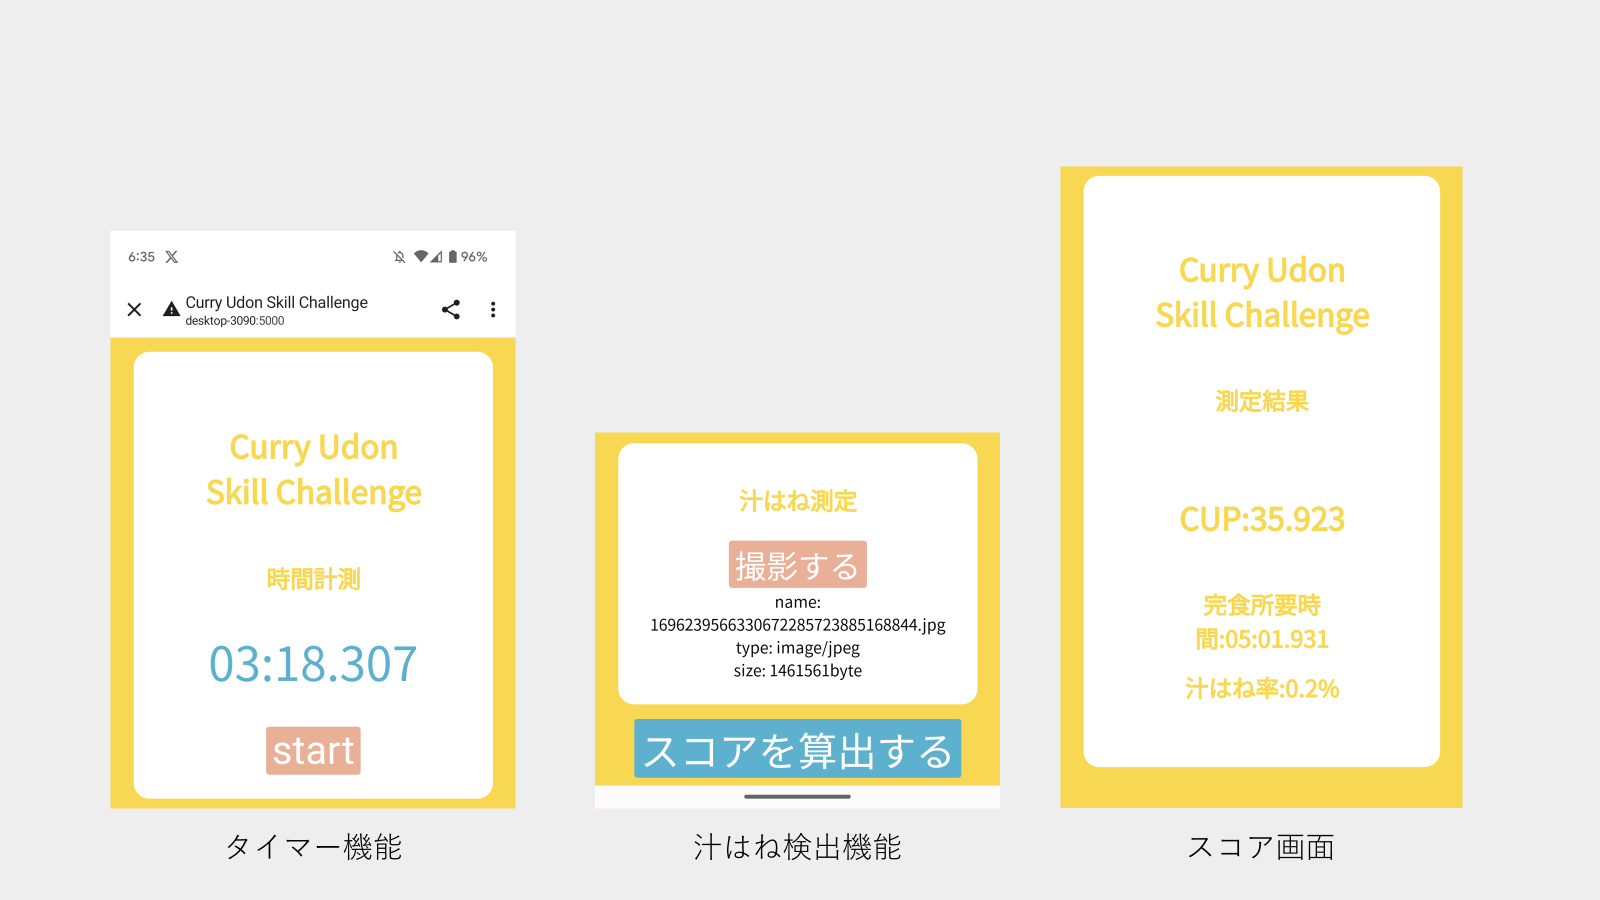 6:35
96%
Curry Udon Skill Challenge
desktop-3090:5000
Curry Udon
Skill Challenge
時間計測
03:18.307
start
タイマー機能
汁はね測定
撮影する
name:
16962395663306722857238851688​44.jpg
type: image/jpeg
size: 1461561byte
スコアを算出する
汁はね検出機能
Curry Udon
Skill Challenge
測定結果
CUP:35.923
完食所要時
間:05:01.931
汁はね率:0.2%
スコア画面